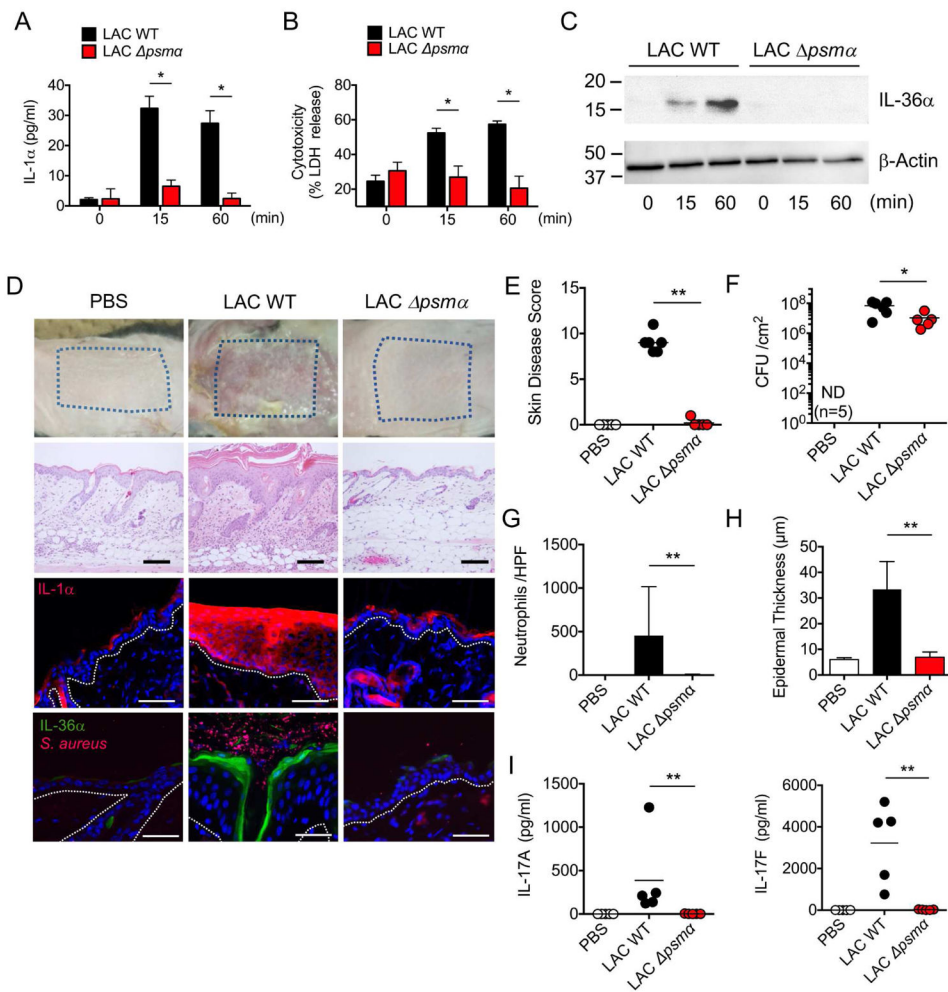 A
LAC WT
LAC Δpsmα
IL-1α (pg/ml)
40
30
20
10
0
*
*
0 15 60 (min)
B
LAC WT
LAC Δpsmα
Cytotoxicity
(% LDH release)
80
60
40
20
*
*
0 15 60 (min)
C
LAC WT LAC Δpsmα
20
15
IL-36α
50
37
β-Actin
0 15 60 0 15 60 (min)
D
PBS LAC WT LAC Δpsmα
IL-1α
IL-36α
S. aureus
E
Skin Disease Score
15
10
5
0
**
PBS
LAC WT
LAC Δpsmα
F
CFU /cm²
10⁸
10⁶
10⁴
10²
10⁰
*
ND
(n=5)
PBS
LAC WT
LAC Δpsmα
G
Neutrophils /HPF
1500
1000
500
0
**
PBS
LAC WT
LAC Δpsmα
H
Epidermal Thickness (μm)
50
40
30
20
10
0
**
PBS
LAC WT
LAC Δpsmα
I
IL-17A (pg/ml)
1500
1000
500
0
**
PBS
LAC WT
LAC Δpsmα
IL-17F (pg/ml)
6000
4000
2000
0
**
PBS
LAC WT
LAC Δpsmα